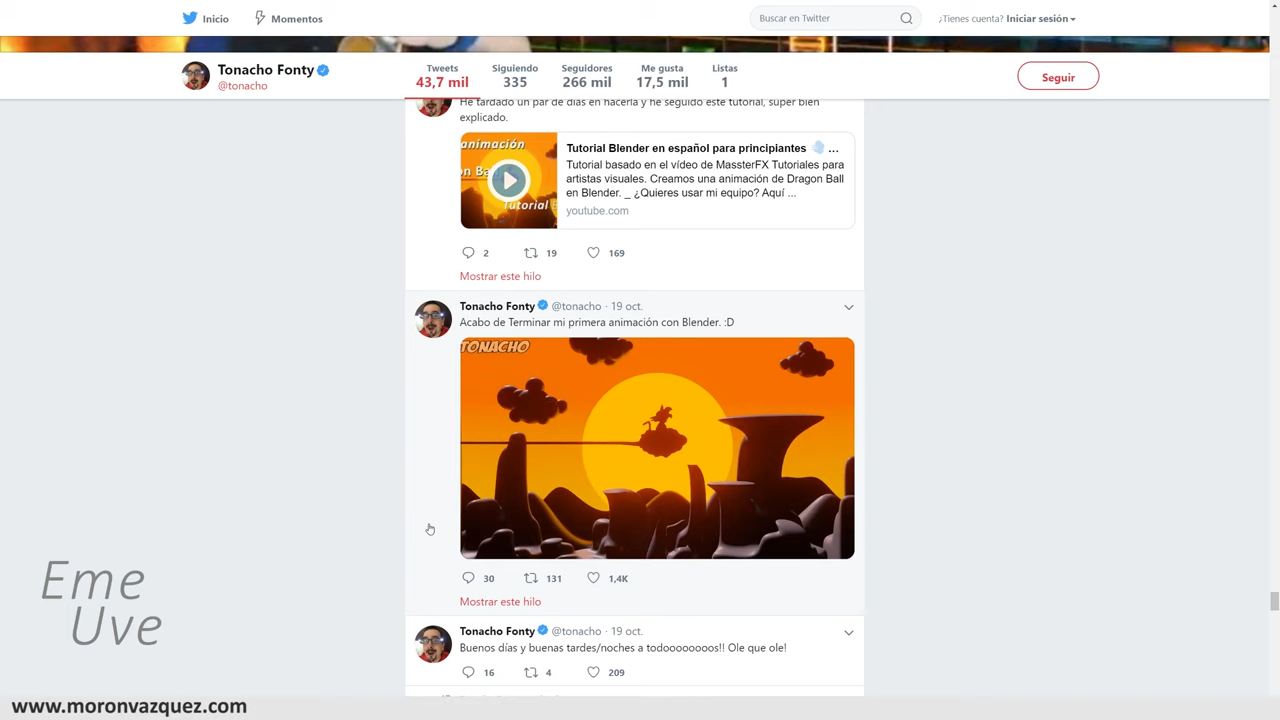 Inicio
Momentos
Buscar en Twitter
¿Tienes cuenta? Iniciar sesión
Tonacho Fonty
@tonacho
Tweets
43,7 mil
Siguiendo
335
Seguidores
266 mil
Me gusta
17,5 mil
Listas
1
Seguir
He tardado un par de días en hacerla y he seguido este tutorial, súper bien
explicado.
animación
on Ba
Tutorial
Tutorial Blender en español para principiantes 💨 ...
Tutorial basado en el vídeo de MassterFX Tutoriales para
artistas visuales. Creamos una animación de Dragon Ball
en Blender. _ ¿Quieres usar mi equipo? Aquí ...
youtube.com
2 19 169
Mostrar este hilo
Tonacho Fonty @tonacho · 19 oct.
Acabo de Terminar mi primera animación con Blender. :D
TONACHO
30 131 1,4K
Mostrar este hilo
Tonacho Fonty @tonacho · 19 oct.
Buenos días y buenas tardes/noches a todoooooooos!! Ole que ole!
16 4 209
Eme
Uve
www.moronvazquez.com